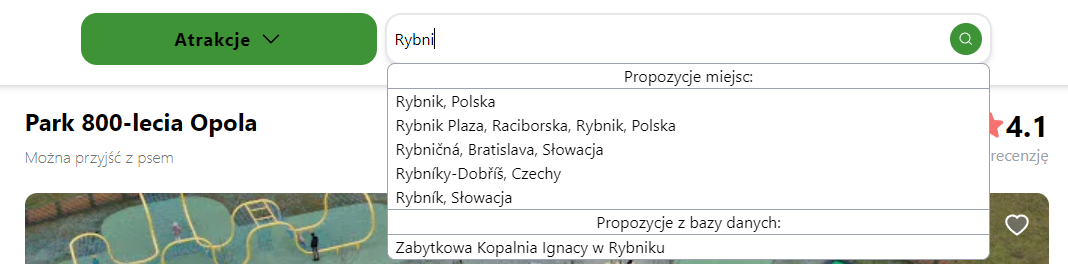 Atrakcje
Rybni
Propozycje miejsc:
Rybnik, Polska
Rybnik Plaza, Raciborska, Rybnik, Polska
Rybničná, Bratislava, Słowacja
Rybníky-Dobříš, Czechy
Rybník, Słowacja
Propozycje z bazy danych:
Zabytkowa Kopalnia Ignacy w Rybniku
Park 800-lecia Opola
Można przyjść z psem
4.1
recenzję